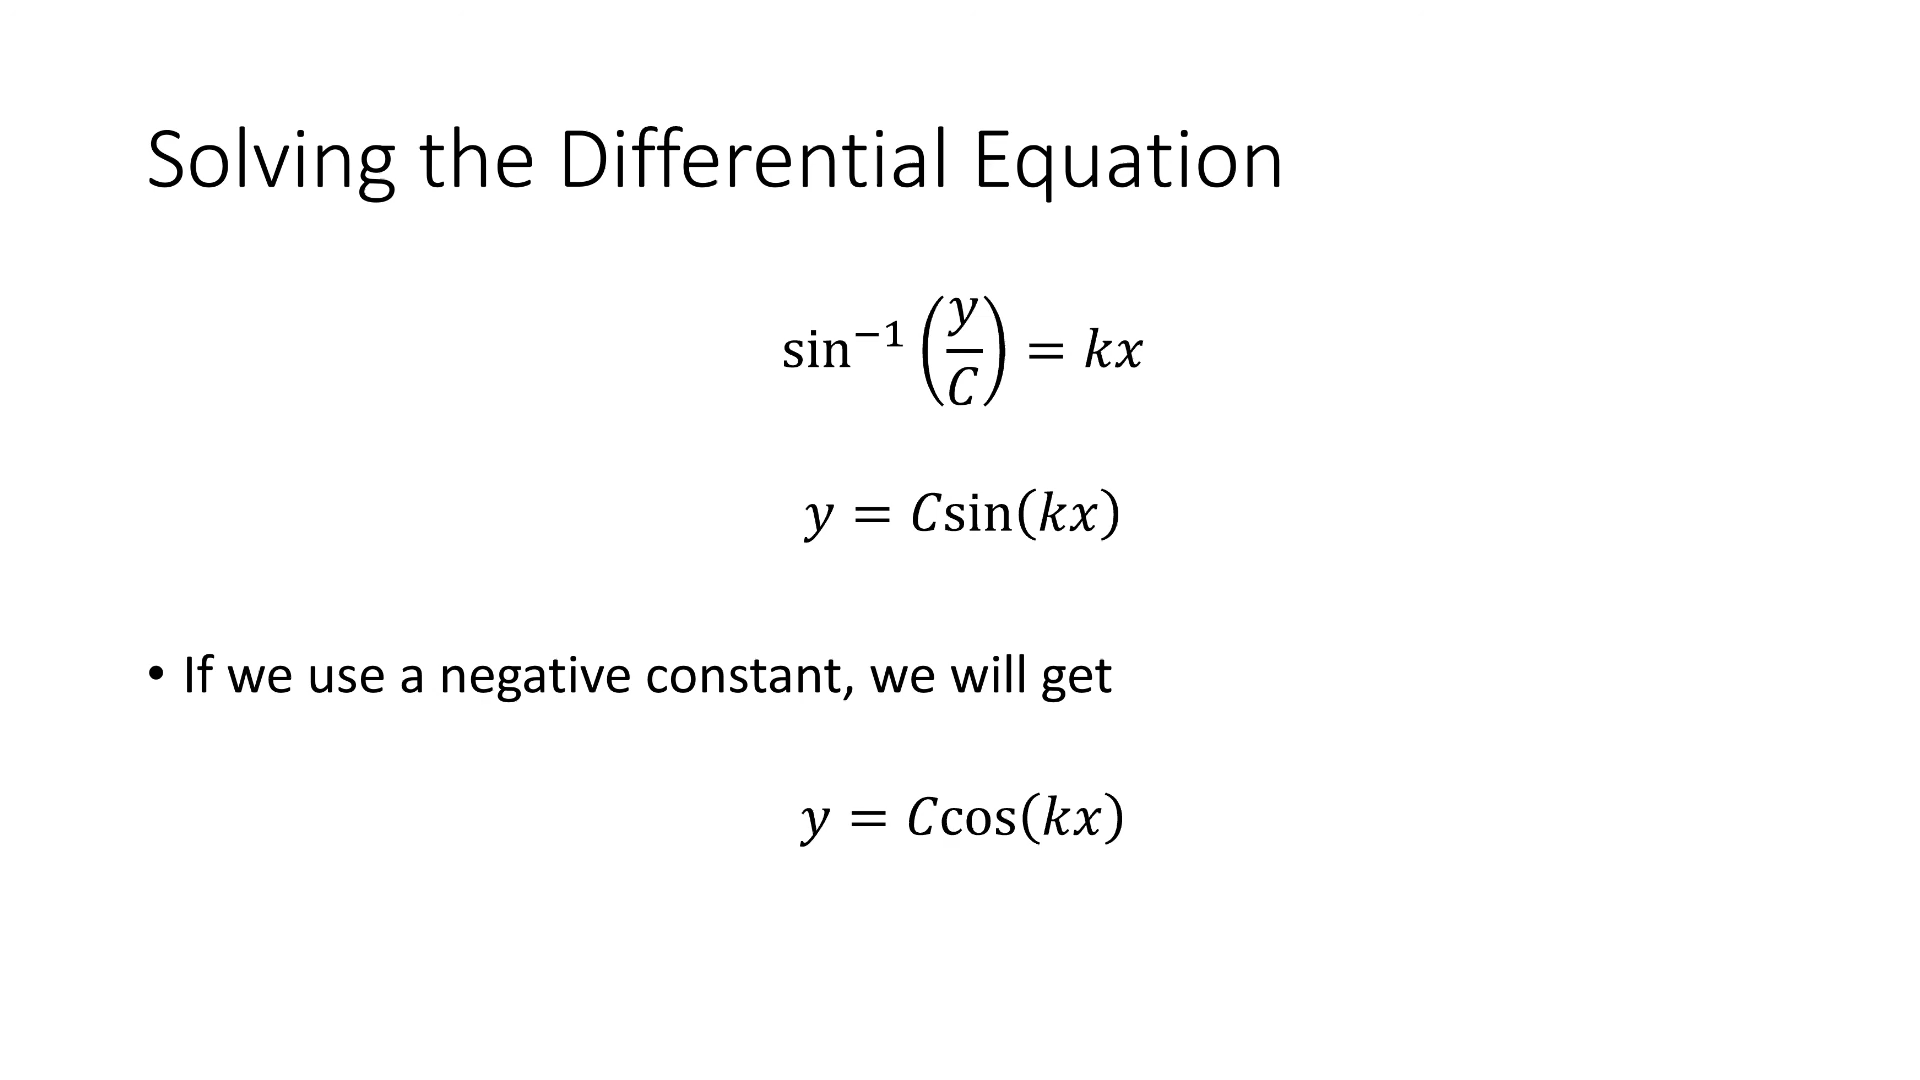 Solving the Differential Equation
sin⁻¹(y/C) = kx
y = Csin(kx)
• If we use a negative constant, we will get
y = Ccos(kx)